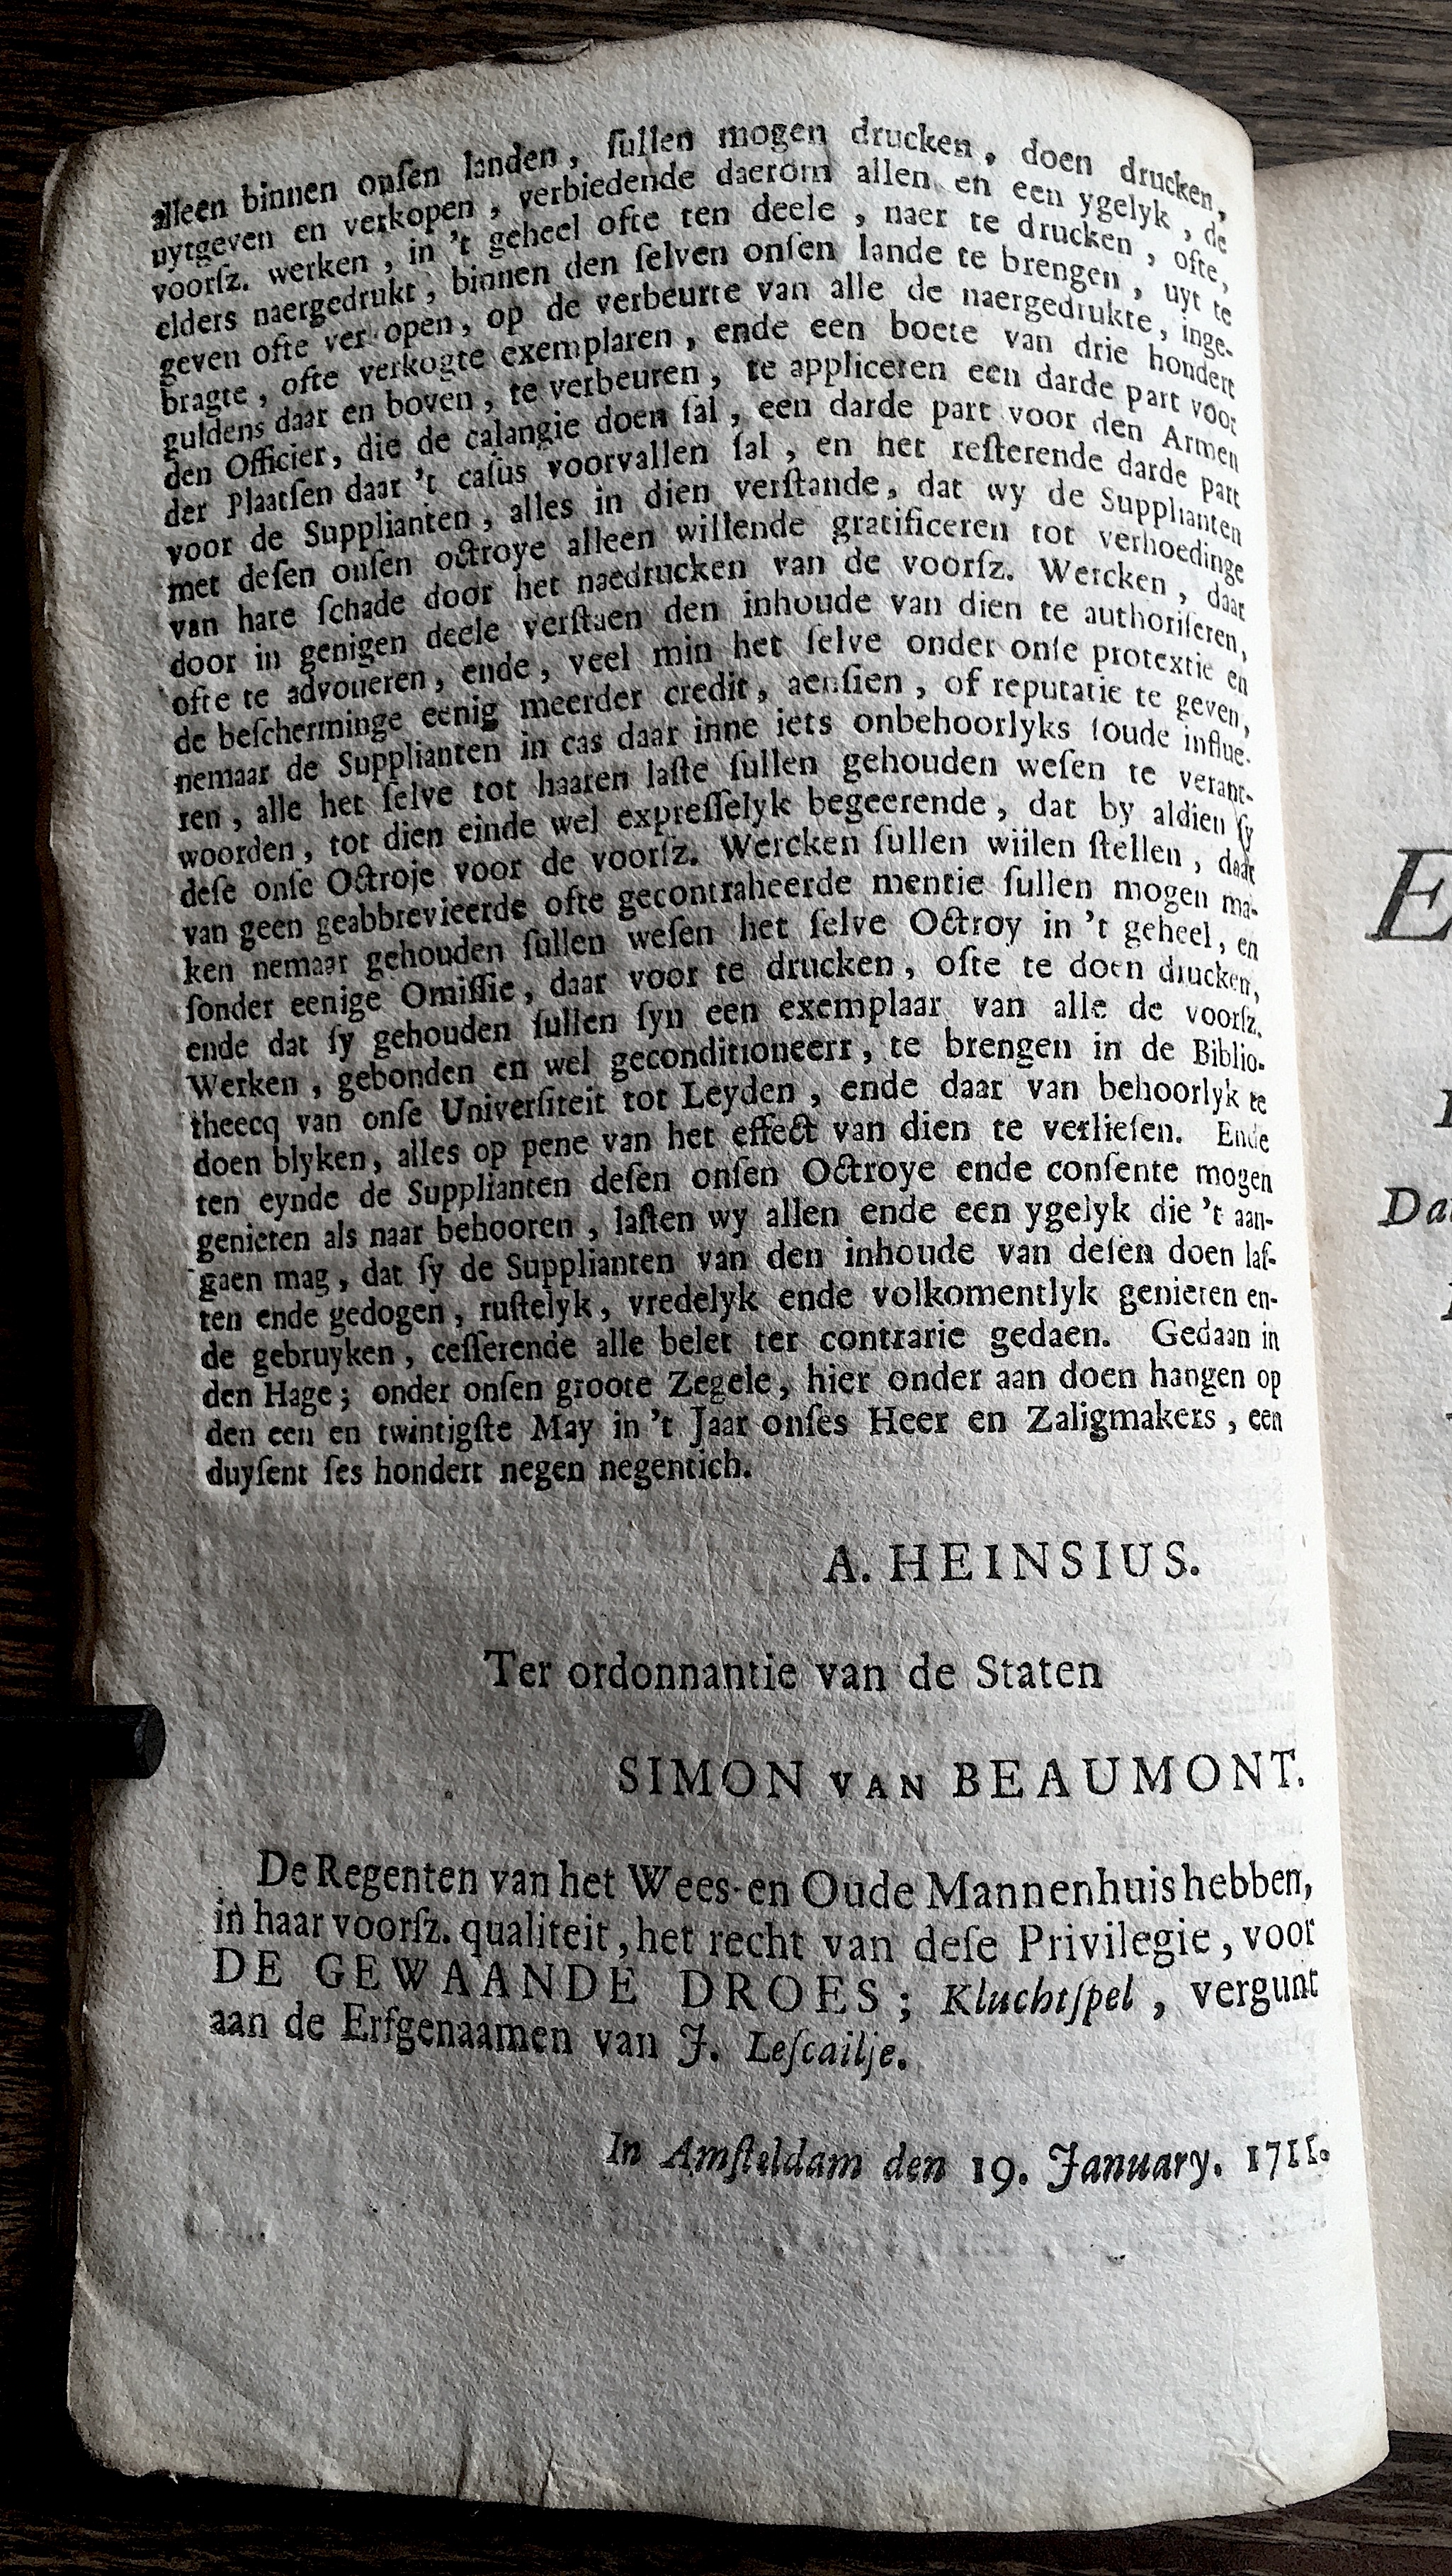 alleen binnen onſen landen, ſullen mogen drucken, doen drucken,
uytgeven en verkopen, verbiedende daerom allen en een ygelyk, de
voorſz. werken, in 't geheel ofte ten deele, naer te drucken, ofte,
elders naergedrukt, binnen den ſelven onſen lande te brengen, uyt te
geven ofte ver open, op de verbeurte van alle de naergedrukte, inge-
bragte, ofte verkogte exemplaren, ende een boete van drie hondert
guldens daar en boven, te verbeuren, te appliceren een darde part voor
den Officier, die de calangie doen ſal, een darde part voor den Armen
der Plaatſen daar 't caſus voorvallen ſal, en het reſterende darde part
voor de Supplianten, alles in dien verſtande, dat wy de Supplianten
met deſen onſen octroye alleen willende gratificeren tot verhoedinge
van hare ſchade door het naedrucken van de voorſz. Wercken, daar
door in genigen deele verſtaen den inhoude van dien te authoriſeren,
ofte te advoueren, ende, veel min het ſelve onder onſe protextie en
de beſcherminge eenig meerder credit, aenſien, of reputatie te geven,
nemaar de Supplianten in cas daar inne iets onbehoorlyks ſoude influe-
ren, alle het ſelve tot haaren laſte ſullen gehouden weſen te verant-
woorden, tot dien einde wel expreſſelyk begeerende, dat by aldien ſy
deſe onſe Octroje voor de voorſz. Wercken ſullen wiilen ſtellen, daar
van geen geabbrevieerde ofte gecontraheerde mentie ſullen mogen ma-
ken nemaar gehouden ſullen weſen het ſelve Octroy in 't geheel, en
ſonder eenige Omiſſie, daar voor te drucken, ofte te doen drucken,
ende dat ſy gehouden ſullen ſyn een exemplaar van alle de voorſz.
Werken, gebonden en wel geconditioneert, te brengen in de Biblio-
theecq van onſe Univerſiteit tot Leyden, ende daar van behoorlyk te
doen blyken, alles op pene van het effect van dien te verlieſen. Ende
ten eynde de Supplianten deſen onſen Octroye ende conſente mogen
genieten als naar behooren, laſten wy allen ende een ygelyk die 't aan-
gaen mag, dat ſy de Supplianten van den inhoude van deſen doen laſ-
ten ende gedogen, ruſtelyk, vredelyk ende volkomentlyk genieten en-
de gebruyken, ceſſerende alle belet ter contrarie gedaen. Gedaan in
den Hage; onder onſen groote Zegele, hier onder aan doen hangen op
den een en twintigſte May in 't Jaar onſes Heer en Zaligmakers, een
duyſent ſes hondert negen negentich.
A. HEINSIUS.
Ter ordonnantie van de Staten
SIMON VAN BEAUMONT.
De Regenten van het Wees-en Oude Mannenhuis hebben,
in haar voorſz. qualiteit, het recht van deſe Privilegie, voor
DE GEWAANDE DROES; Kluchtſpel, vergunt
aan de Erfgenaamen van J. Leſcailje.
In Amſteldam den 19. January. 1711.
E
Da